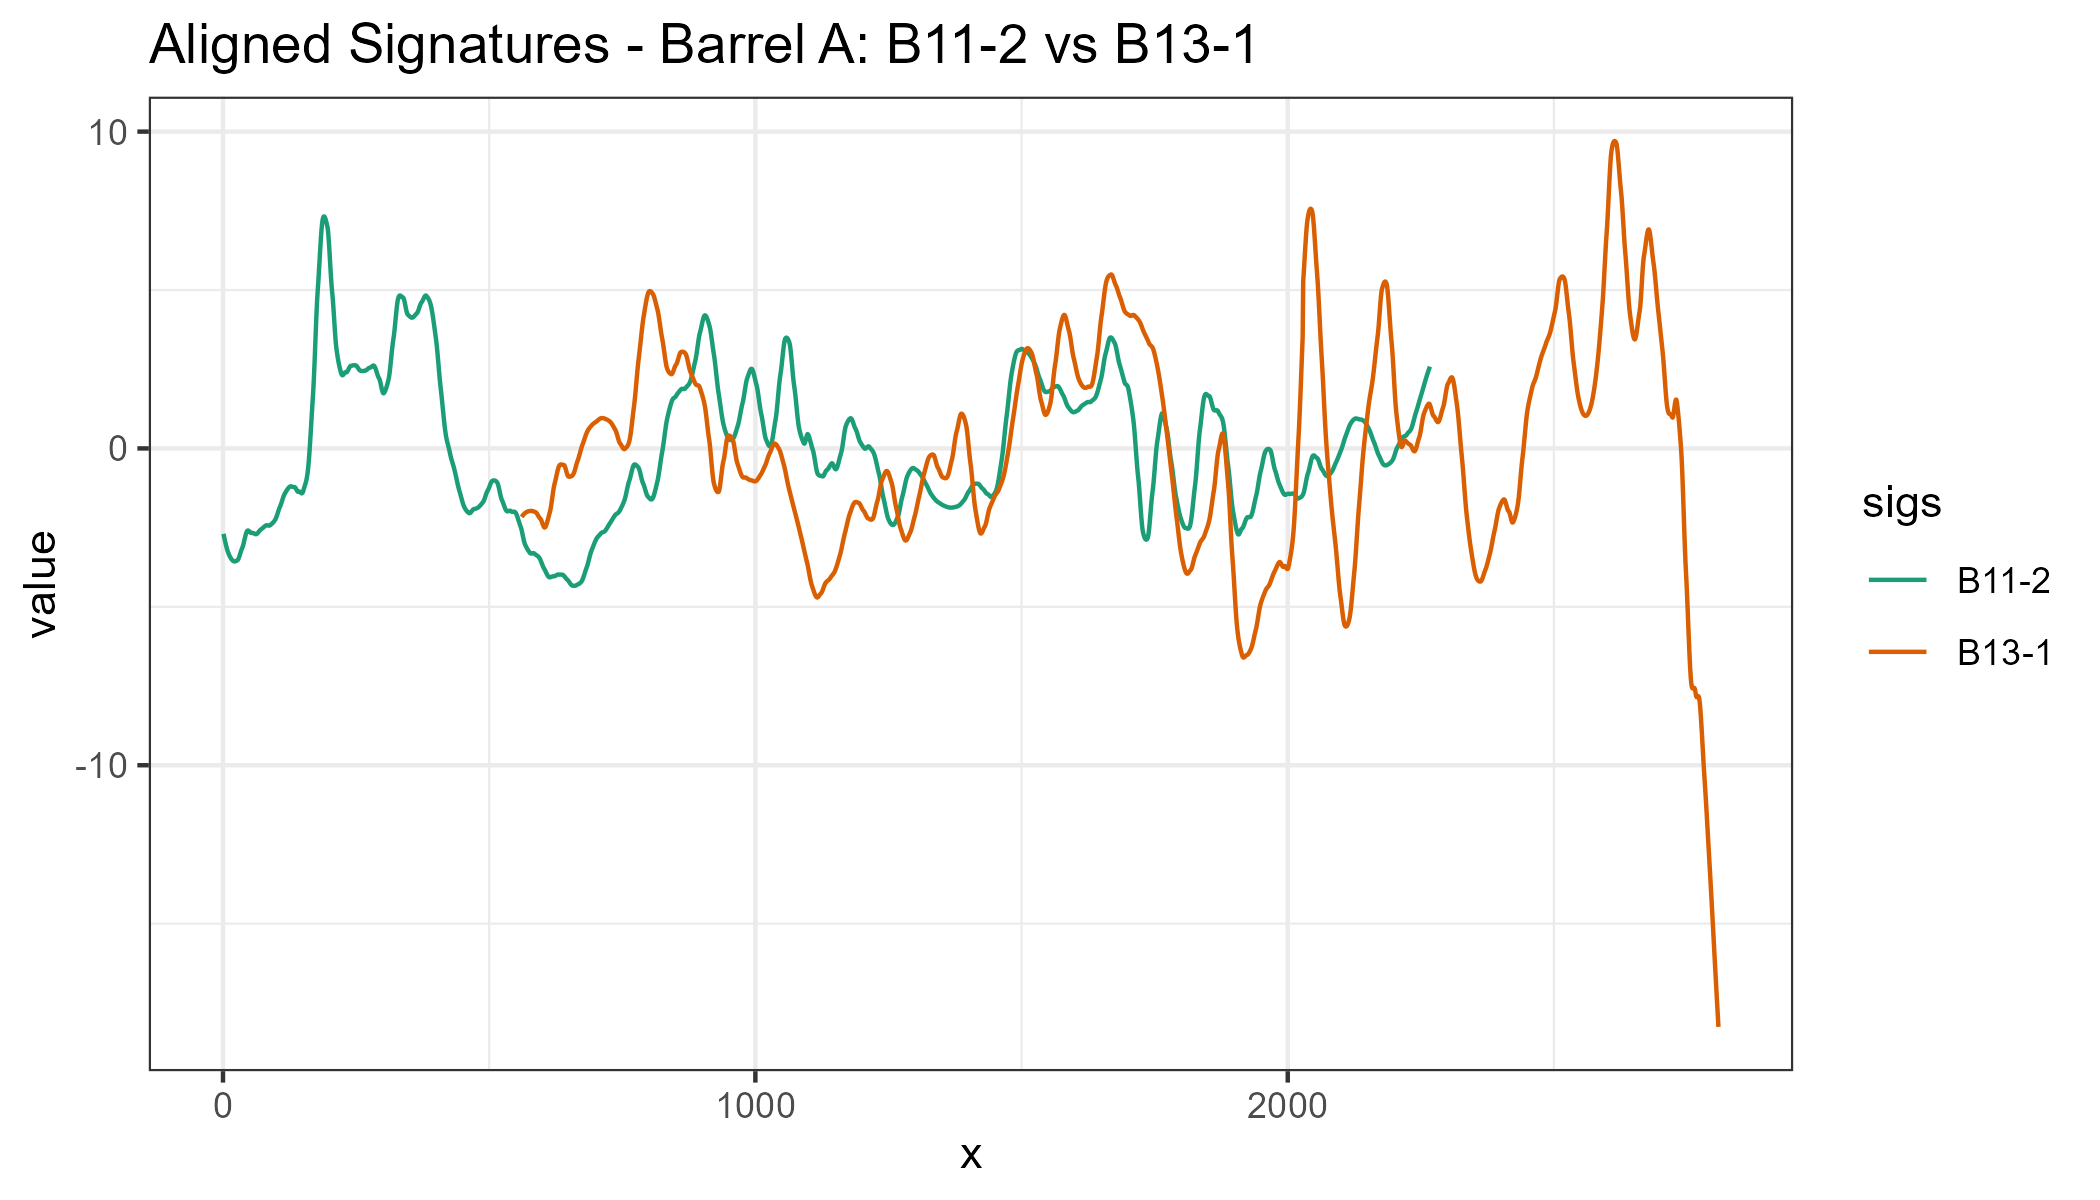 Aligned Signatures - Barrel A: B11-2 vs B13-1
10
0
-10
value
0 1000 2000
x
sigs
B11-2
B13-1